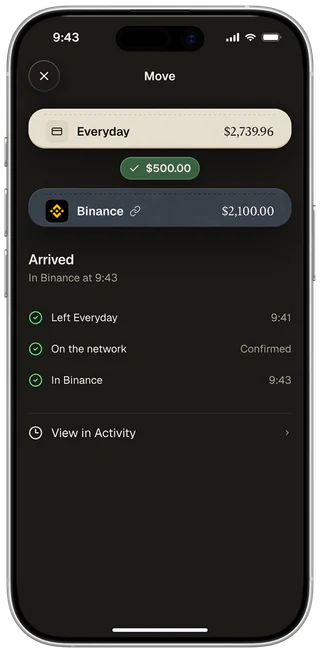 9:43
Move
Everyday $2,739.96
$500.00
Binance $2,100.00
Arrived
In Binance at 9:43
Left Everyday 9:41
On the network Confirmed
In Binance 9:43
View in Activity